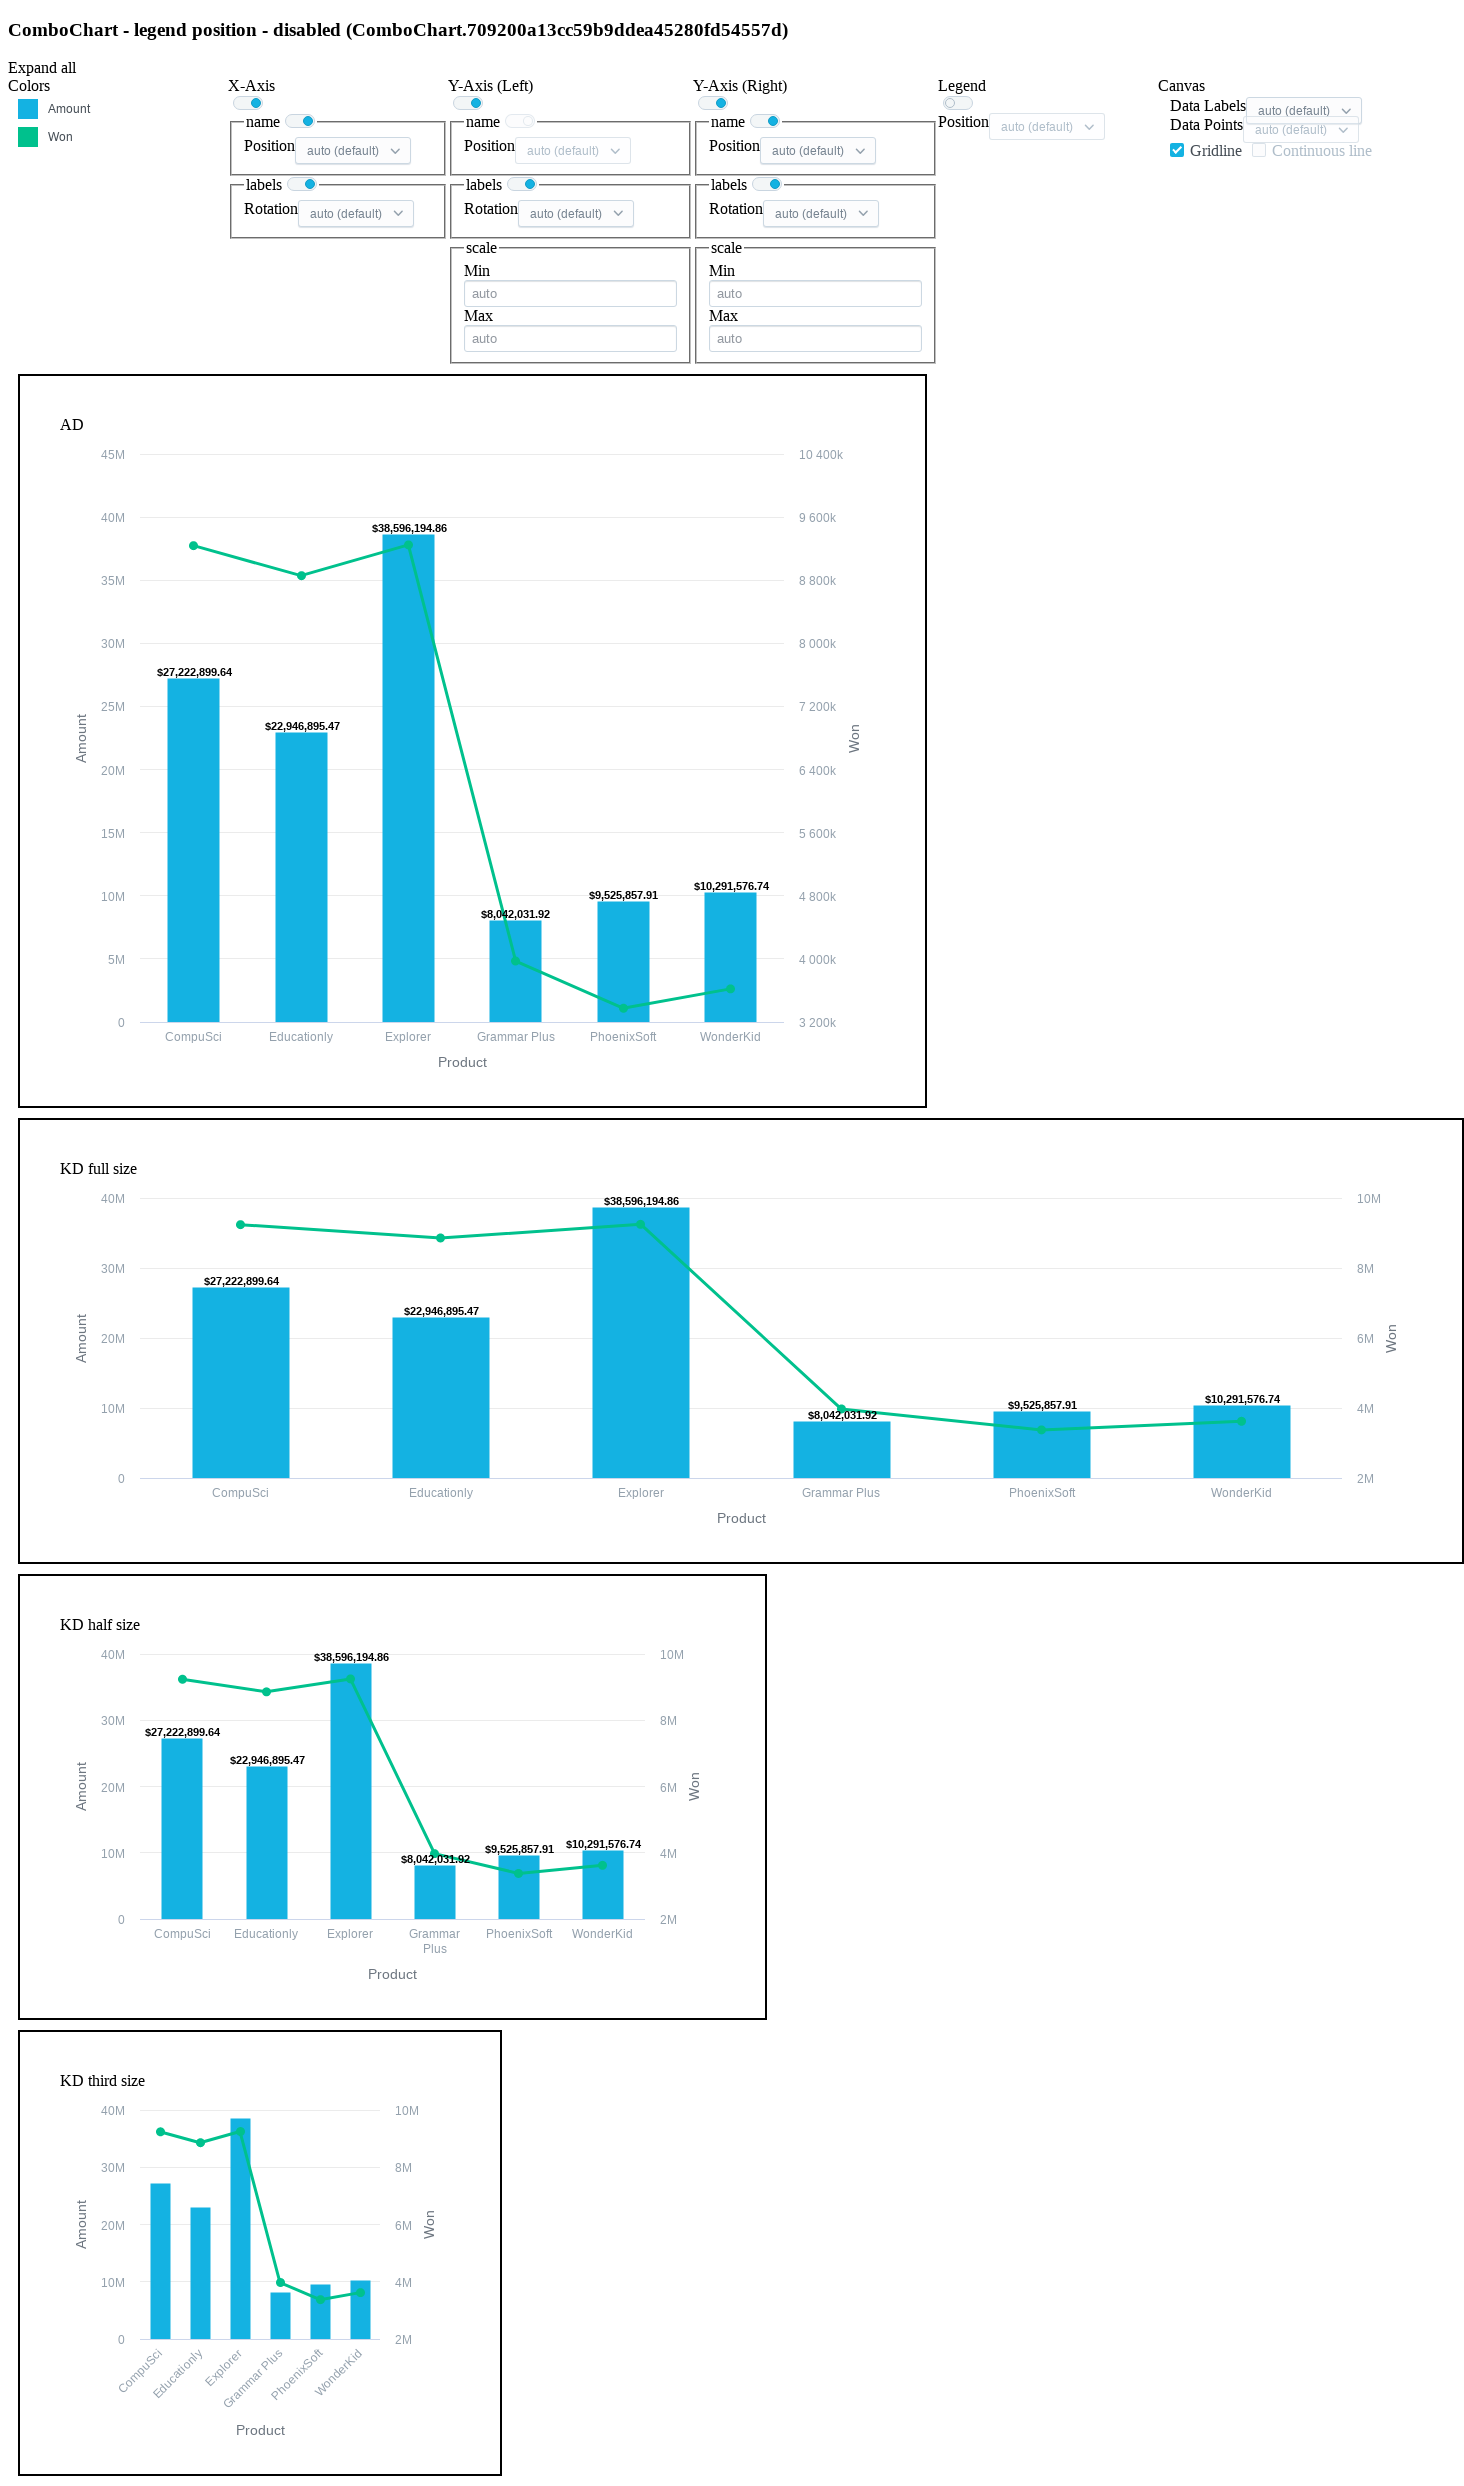 ComboChart - legend position - disabled (ComboChart.709200a13cc59b9ddea45280fd54557d)
Expand all
Colors
Amount
Won
X-Axis
name
Position auto (default)
labels
Rotation auto (default)
Y-Axis (Left)
name
Position auto (default)
labels
Rotation auto (default)
scale
Min
auto
Max
auto
Y-Axis (Right)
name
Position auto (default)
labels
Rotation auto (default)
scale
Min
auto
Max
auto
Legend
Position auto (default)
Canvas
Data Labels auto (default)
Data Points auto (default)
Gridline Continuous line
AD
45M
40M
35M
30M
25M
20M
15M
10M
5M
0
Amount
10 400k
9 600k
8 800k
8 000k
7 200k
6 400k
5 600k
4 800k
4 000k
3 200k
Won
$27,222,899.64
$22,946,895.47
$38,596,194.86
$8,042,031.92
$9,525,857.91
$10,291,576.74
CompuSci
Educationly
Explorer
Grammar Plus
PhoenixSoft
WonderKid
Product
KD full size
40M
30M
20M
10M
0
Amount
10M
8M
6M
4M
2M
Won
$27,222,899.64
$22,946,895.47
$38,596,194.86
$8,042,031.92
$9,525,857.91
$10,291,576.74
CompuSci
Educationly
Explorer
Grammar Plus
PhoenixSoft
WonderKid
Product
KD half size
40M
30M
20M
10M
0
Amount
10M
8M
6M
4M
2M
Won
$27,222,899.64
$22,946,895.47
$38,596,194.86
$8,042,031.92
$9,525,857.91
$10,291,576.74
CompuSci
Educationly
Explorer
Grammar
Plus
PhoenixSoft
WonderKid
Product
KD third size
40M
30M
20M
10M
0
Amount
10M
8M
6M
4M
2M
Won
CompuSci
Educationly
Explorer
Grammar Plus
PhoenixSoft
WonderKid
Product